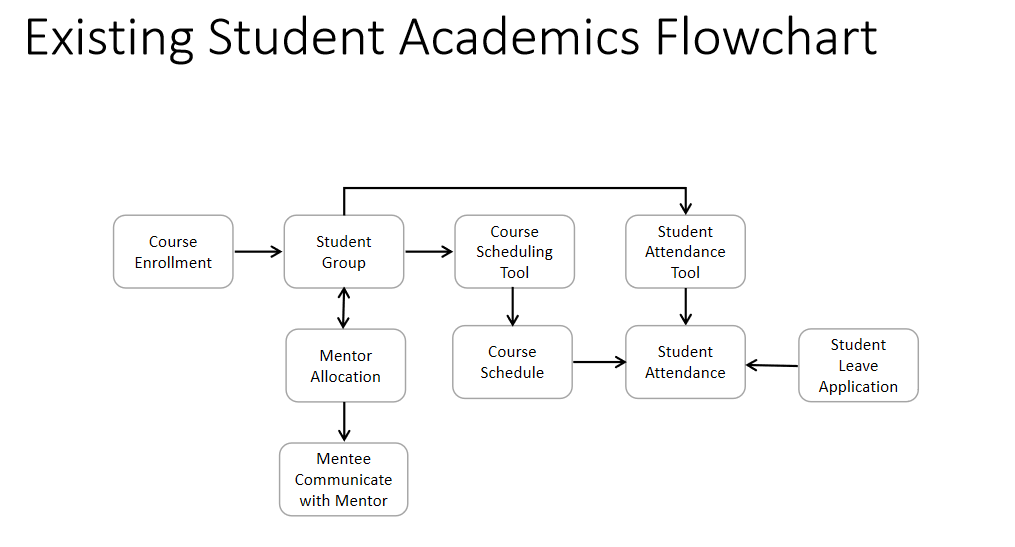 Existing Student Academics Flowchart
Course
Enrollment
Student
Group
Course
Scheduling
Tool
Student
Attendance
Tool
Mentor
Allocation
Course
Schedule
Student
Attendance
Student
Leave
Application
Mentee
Communicate
with Mentor